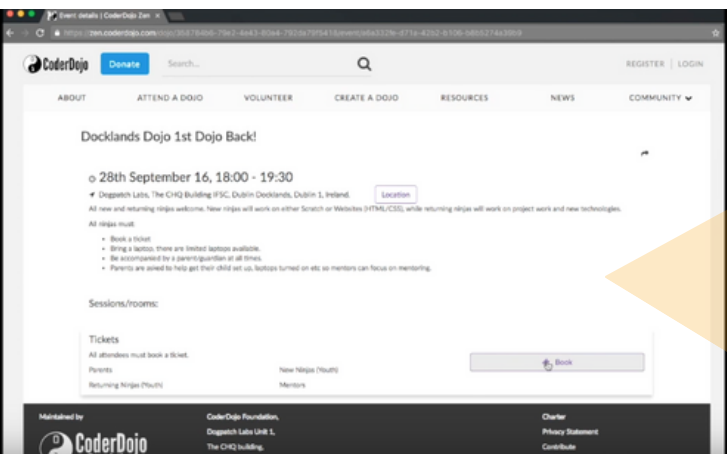 Event details | CoderDojo Zen
CoderDojo
Donate
Search...
REGISTER | LOGIN
ABOUT ATTEND A DOJO VOLUNTEER CREATE A DOJO RESOURCES NEWS COMMUNITY
Docklands Dojo 1st Dojo Back!
28th September 16, 18:00 - 19:30
Dogpatch Labs, The CHQ Building IFSC, Dublin Docklands, Dublin 1, Ireland. Location
All new and returning ninjas welcome. New ninjas will work on either Scratch or Websites (HTML/CSS), while returning ninjas will work on project work and new technologies.
All ninjas must:
• Book a ticket
• Bring a laptop, there are limited laptops available.
• Be accompanied by a parent/guardian at all times.
• Parents are asked to help get their child set up, laptops turned on etc so mentors can focus on mentoring.
Sessions/rooms:
Tickets
All attendees must book a ticket.
Book
Parents New Ninjas (Youth)
Returning Ninjas (Youth) Mentors
Maintained by CoderDojo Foundation, Charter
Dogpatch Labs Unit 1, Privacy Statement
CoderDojo The CHQ building, Contribute